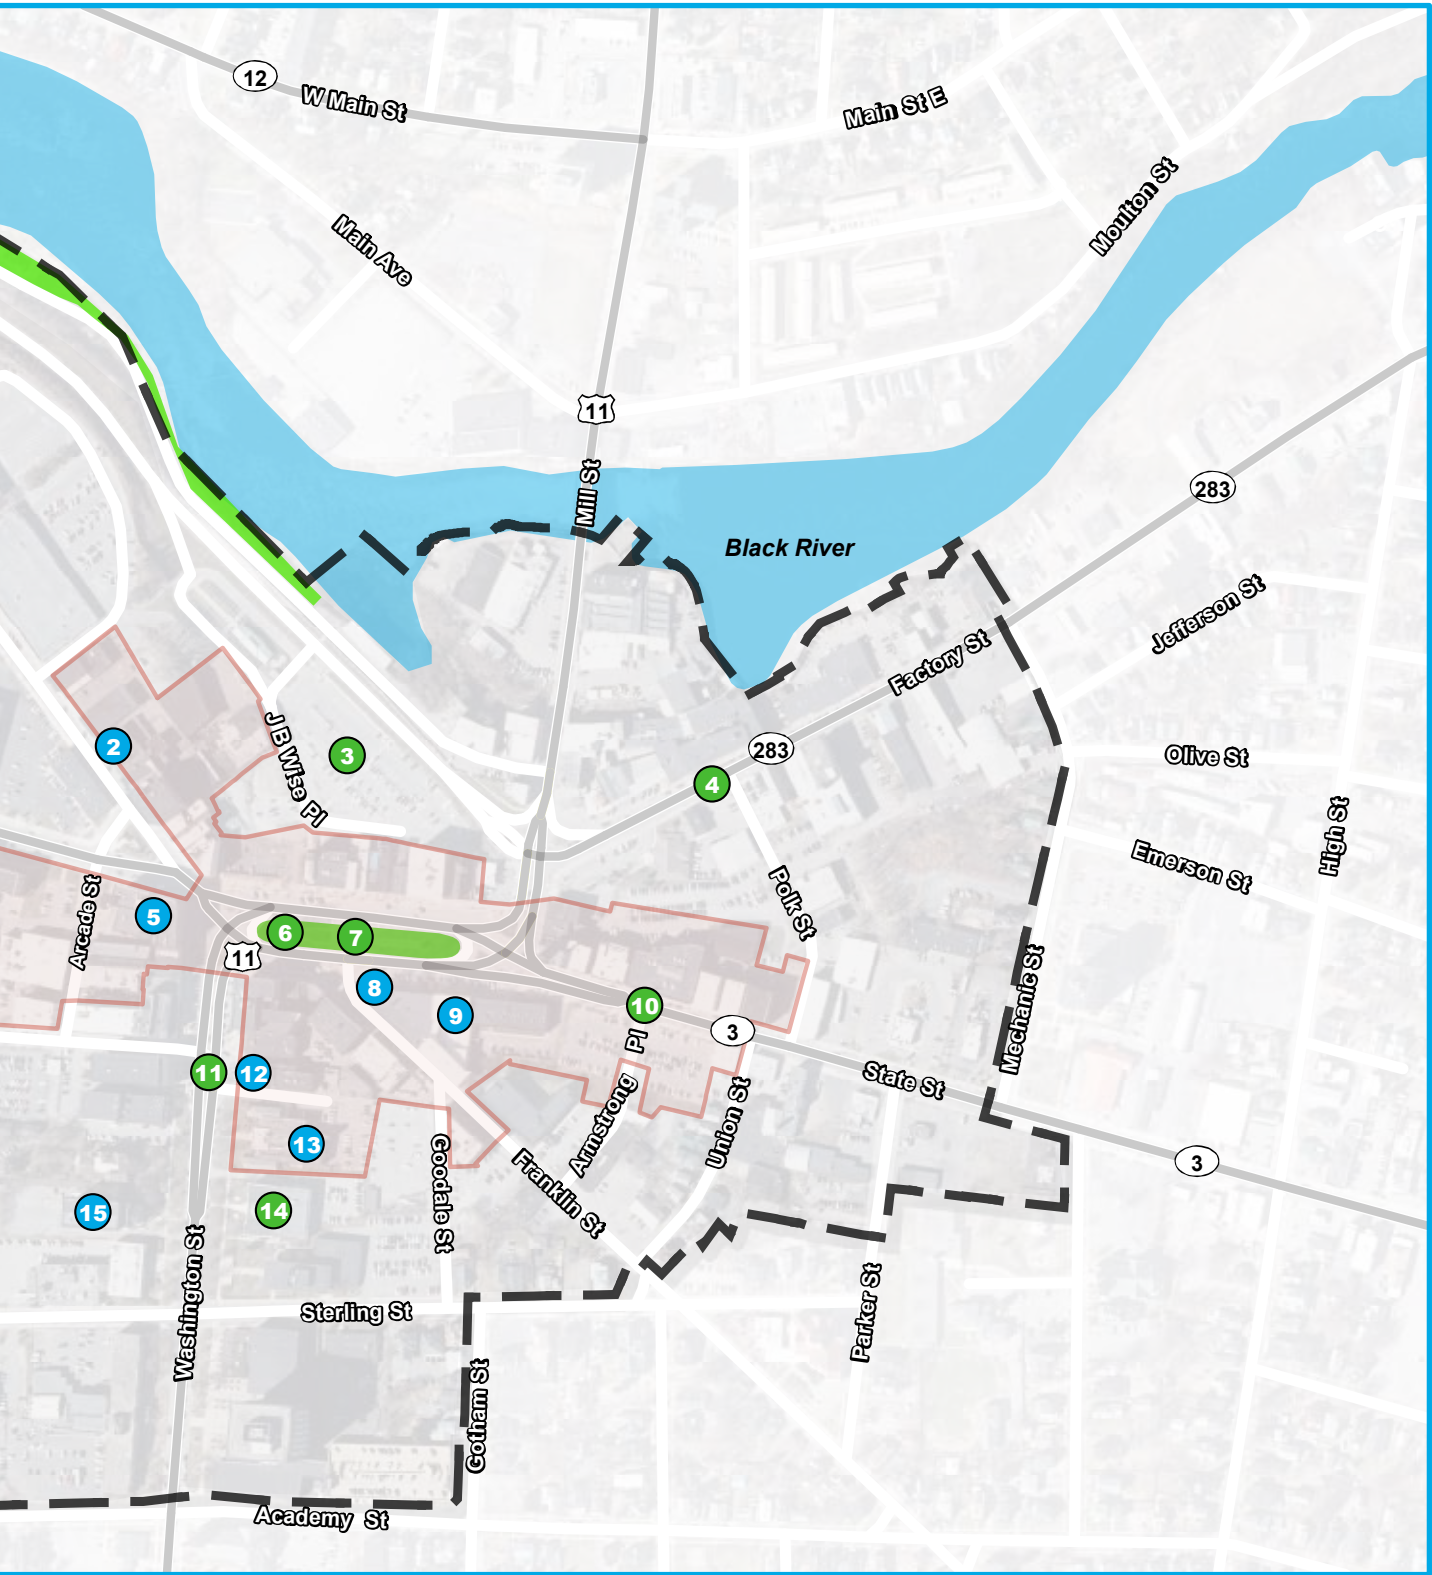 12
W Main St
Main St E
Main Ave
Moulton St
11
Mill St
283
Black River
Jefferson St
Factory St
J B Wise Pl
2
3
283
4
Olive St
High St
Emerson St
Polk St
Arcade St
5
6
7
11
8
9
10
3
Pl
Armstrong
Mechanic St
State St
11
12
Union St
13
Goodale St
Franklin St
3
15
14
Washington St
Sterling St
Parker St
Gotham St
Academy St